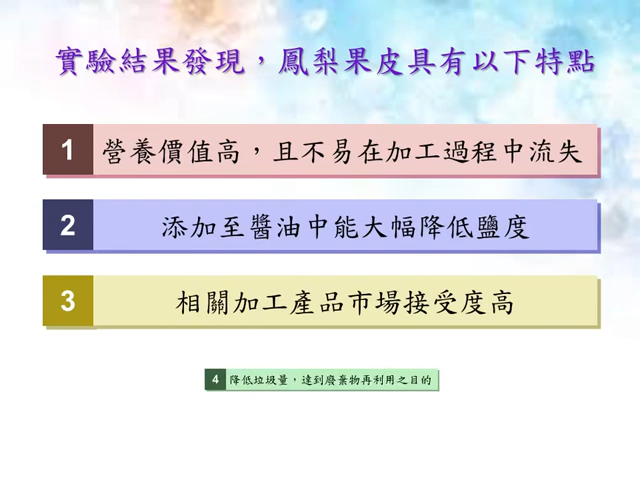 實驗結果發現，鳳梨果皮具有以下特點
1 營養價值高，且不易在加工過程中流失
2 添加至醬油中能大幅降低鹽度
3 相關加工產品市場接受度高
4 降低垃圾量，達到廢棄物再利用之目的